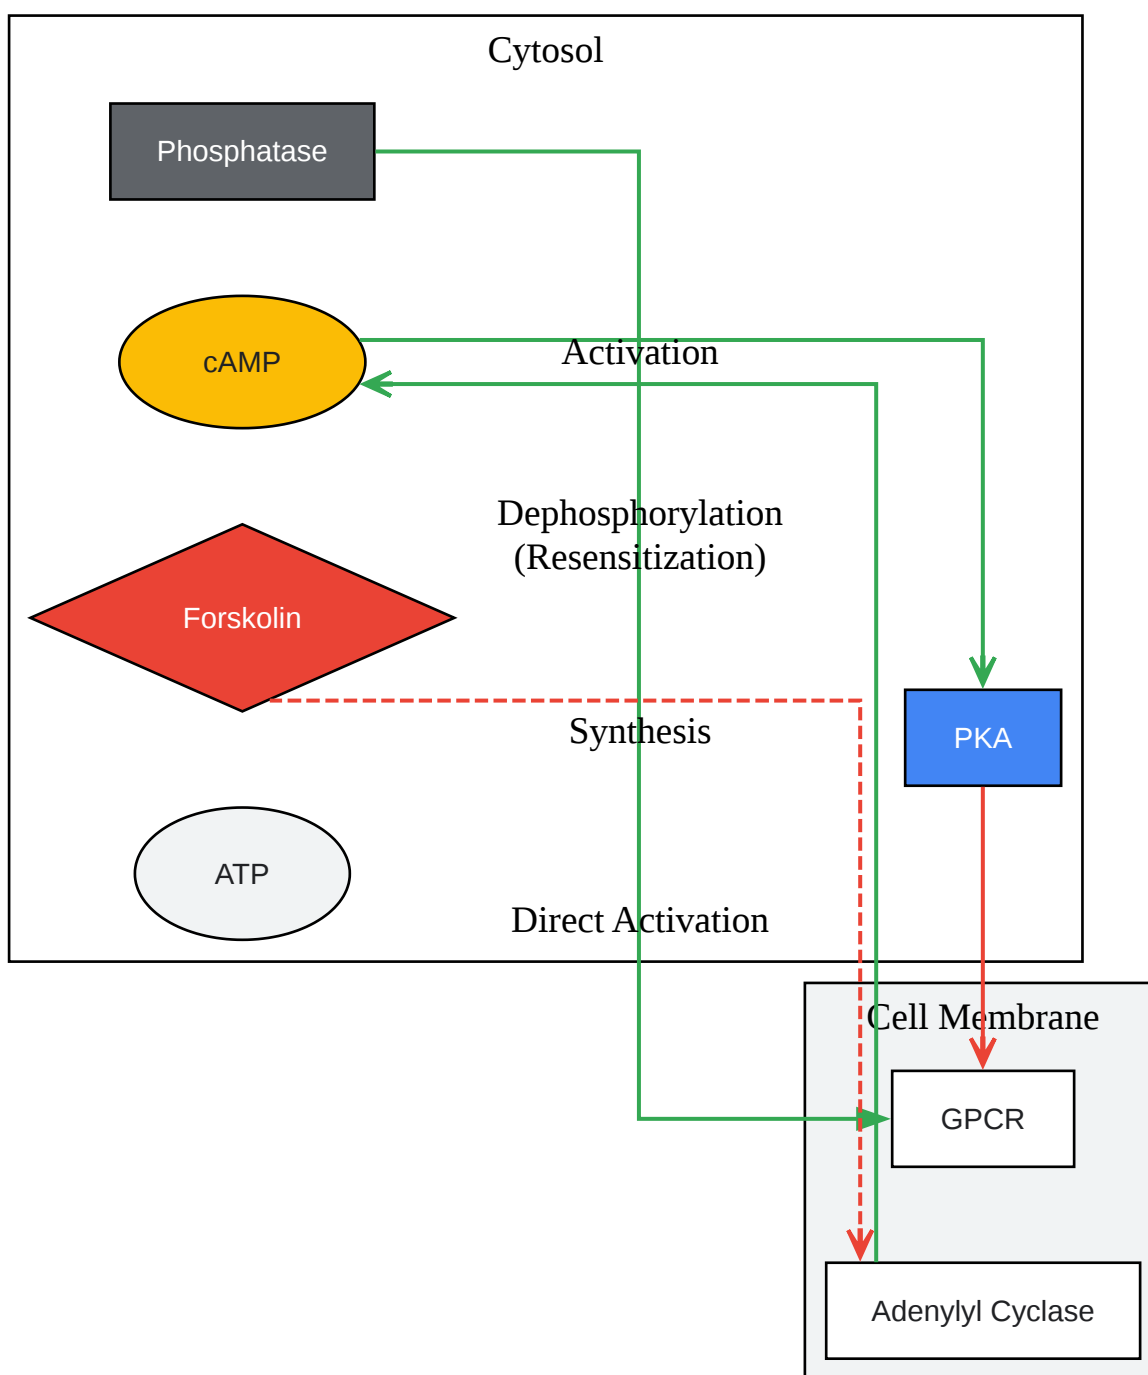 Cytosol
Phosphatase
Activation
cAMP
Dephosphorylation
(Resensitization)
Forskolin
Synthesis
PKA
ATP
Direct Activation
Cell Membrane
GPCR
Adenylyl Cyclase